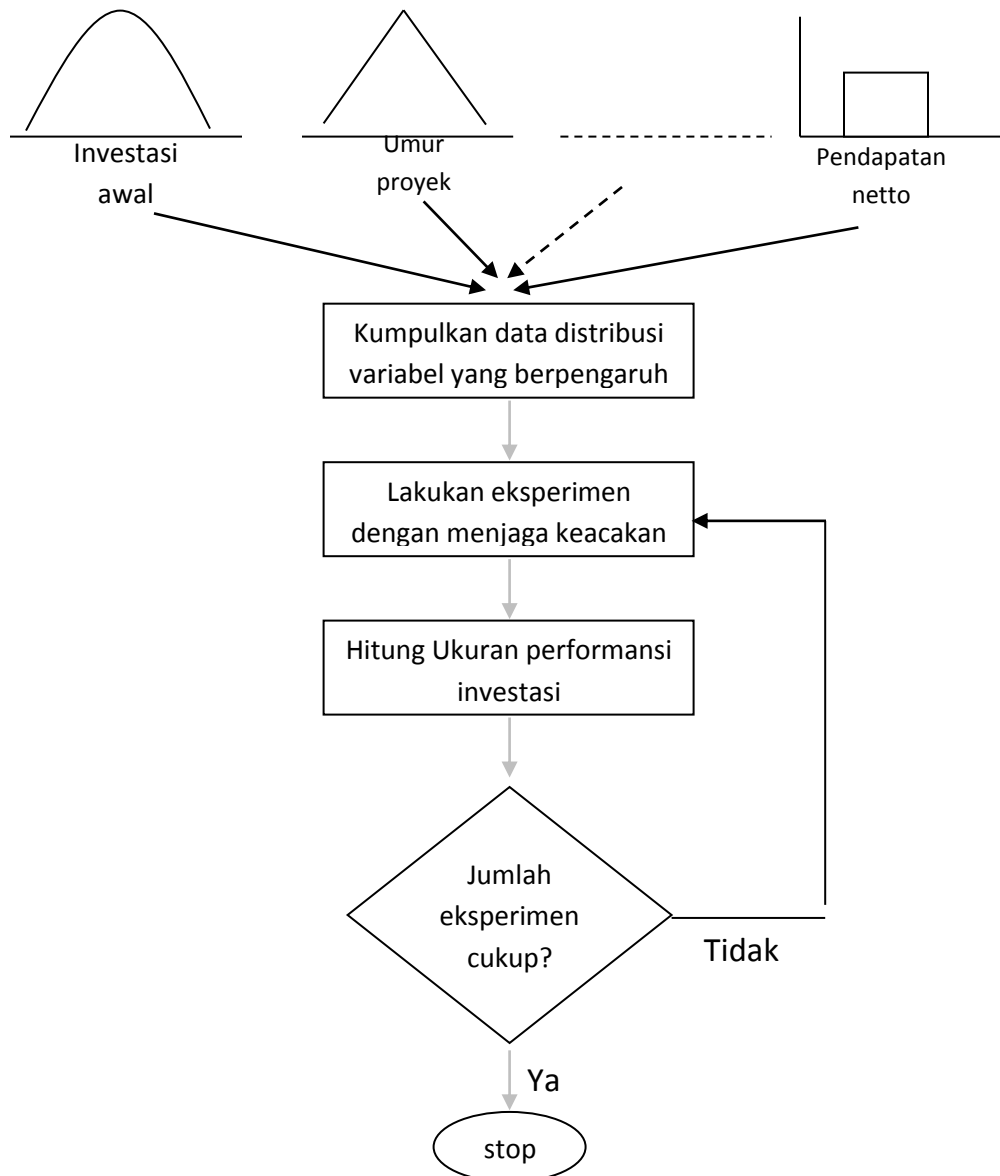 Investasi
awal
Umur
proyek
Pendapatan
netto
Kumpulkan data distribusi
variabel yang berpengaruh
Lakukan eksperimen
dengan menjaga keacakan
Hitung Ukuran performansi
investasi
Jumlah
eksperimen
cukup?
Tidak
Ya
stop